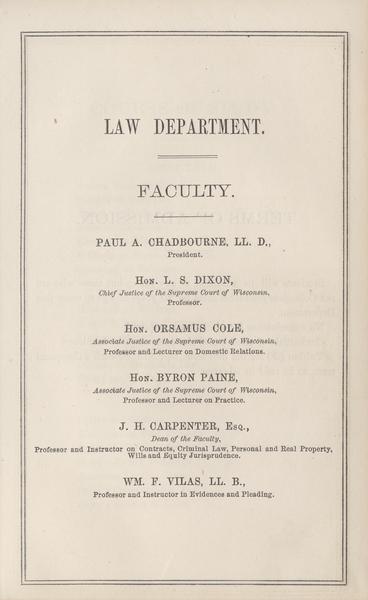 LAW DEPARTMENT.
FACULTY.
PAUL A. CHADBOURNE, LL. D.,
President.
Hon. L. S. DIXON,
Chief Justice of the Supreme Court of Wisconsin,
Professor.
Hon. ORSAMUS COLE,
Associate Justice of the Supreme Court of Wisconsin,
Professor and Lecturer on Domestic Relations.
Hon. BYRON PAINE,
Associate Justice of the Supreme Court of Wisconsin,
Professor and Lecturer on Practice.
J. H. CARPENTER, Esq.,
Dean of the Faculty,
Professor and Instructor on Contracts, Criminal Law, Personal and Real Property,
Wills and Equity Jurisprudence.
WM. F. VILAS, LL. B.,
Professor and Instructor in Evidences and Pleading.